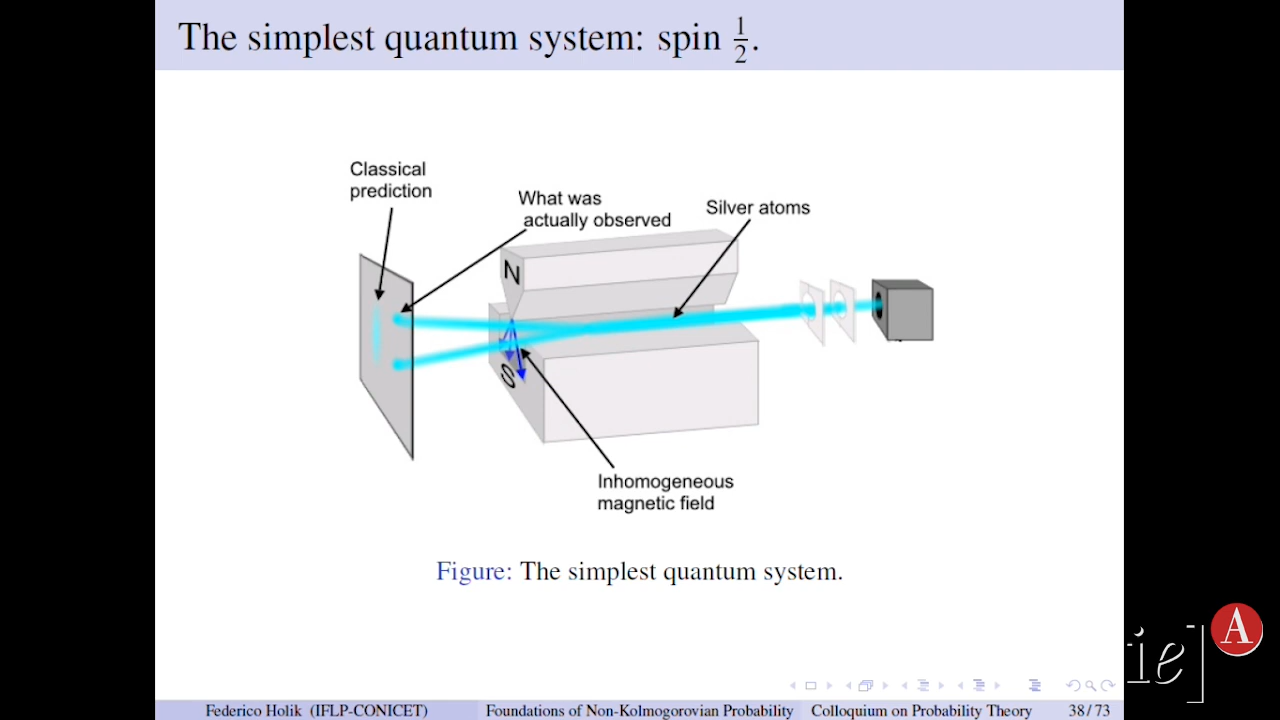 The simplest quantum system: spin 1/2.
Classical
prediction
What was
actually observed
Silver atoms
N
S
Inhomogeneous
magnetic field
Figure: The simplest quantum system.
ie]
A
Federico Holik (IFLP-CONICET)
Foundations of Non-Kolmogorovian Probability
Colloquium on Probability Theory
38 / 73